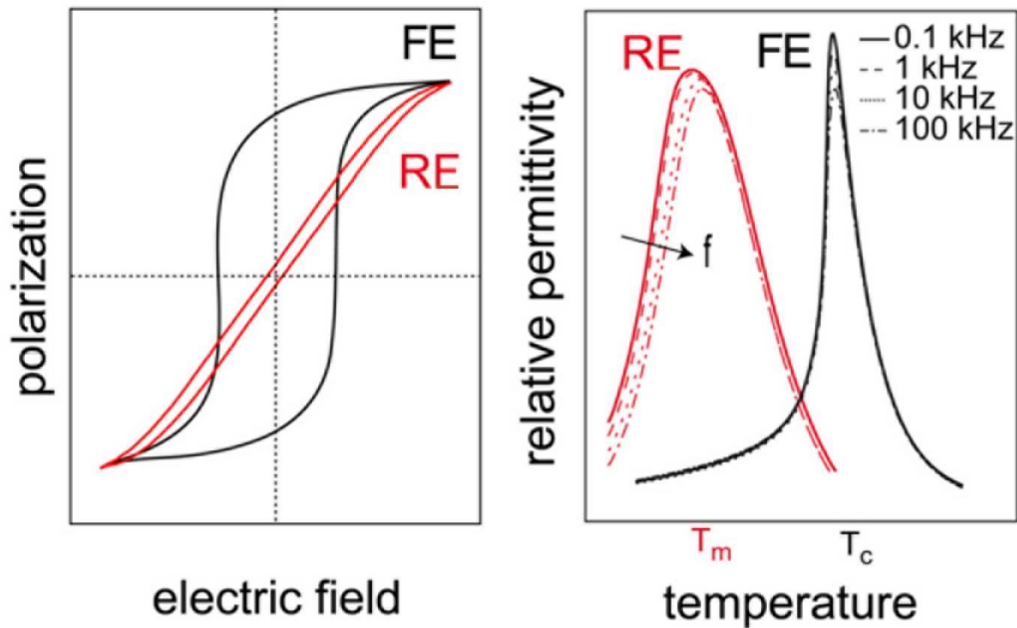 FE
RE
polarization
electric field
RE
FE
0.1 kHz
1 kHz
10 kHz
100 kHz
f
relative permittivity
Tm
Tc
temperature